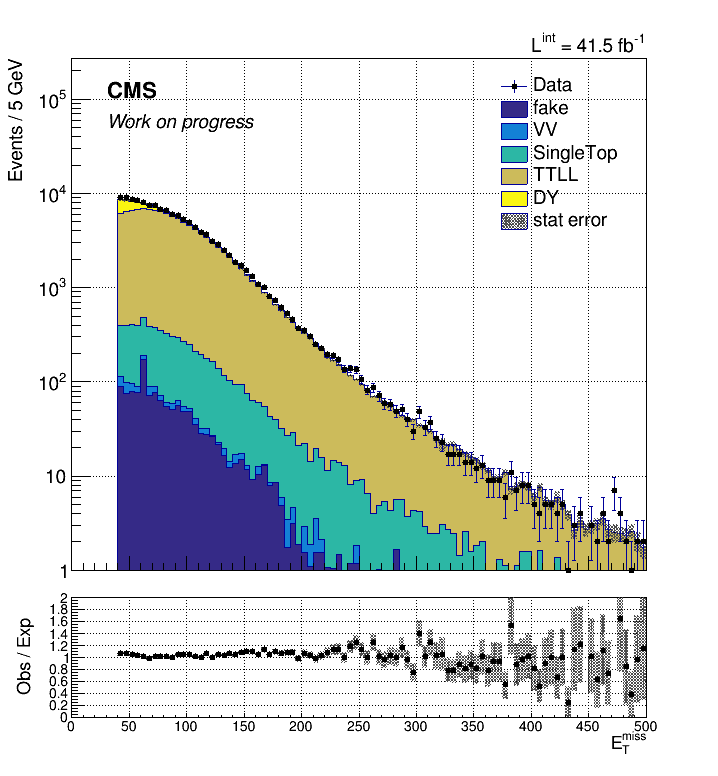 L^int = 41.5 fb^-1
Events / 5 GeV
CMS
Work on progress
Data
fake
VV
SingleTop
TTLL
DY
stat error
10^5
10^4
10^3
10^2
10
1
Obs / Exp
2
1.8
1.6
1.4
1.2
1
0.8
0.6
0.4
0.2
0
0 50 100 150 200 250 300 350 400 450 500
E_T^miss